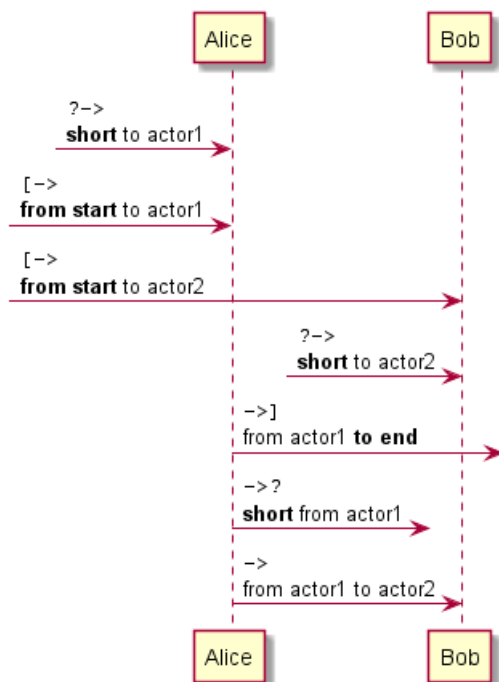 Alice Bob
?->
short to actor1
[->
from start to actor1
[->
from start to actor2
?->
short to actor2
->]
from actor1 to end
->?
short from actor1
->
from actor1 to actor2
Alice Bob